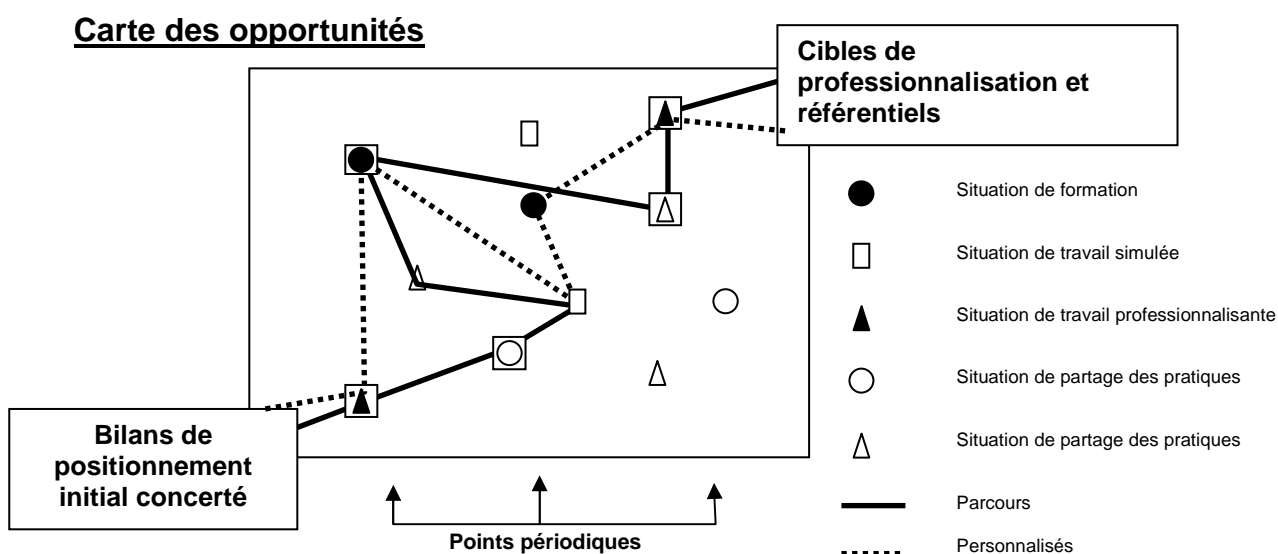 Carte des opportunités
Cibles de
professionnalisation et
référentiels
Situation de formation
Situation de travail simulée
Situation de travail professionnalisante
Situation de partage des pratiques
Situation de partage des pratiques
Parcours
Personnalisés
Bilans de
positionnement
initial concerté
Points périodiques